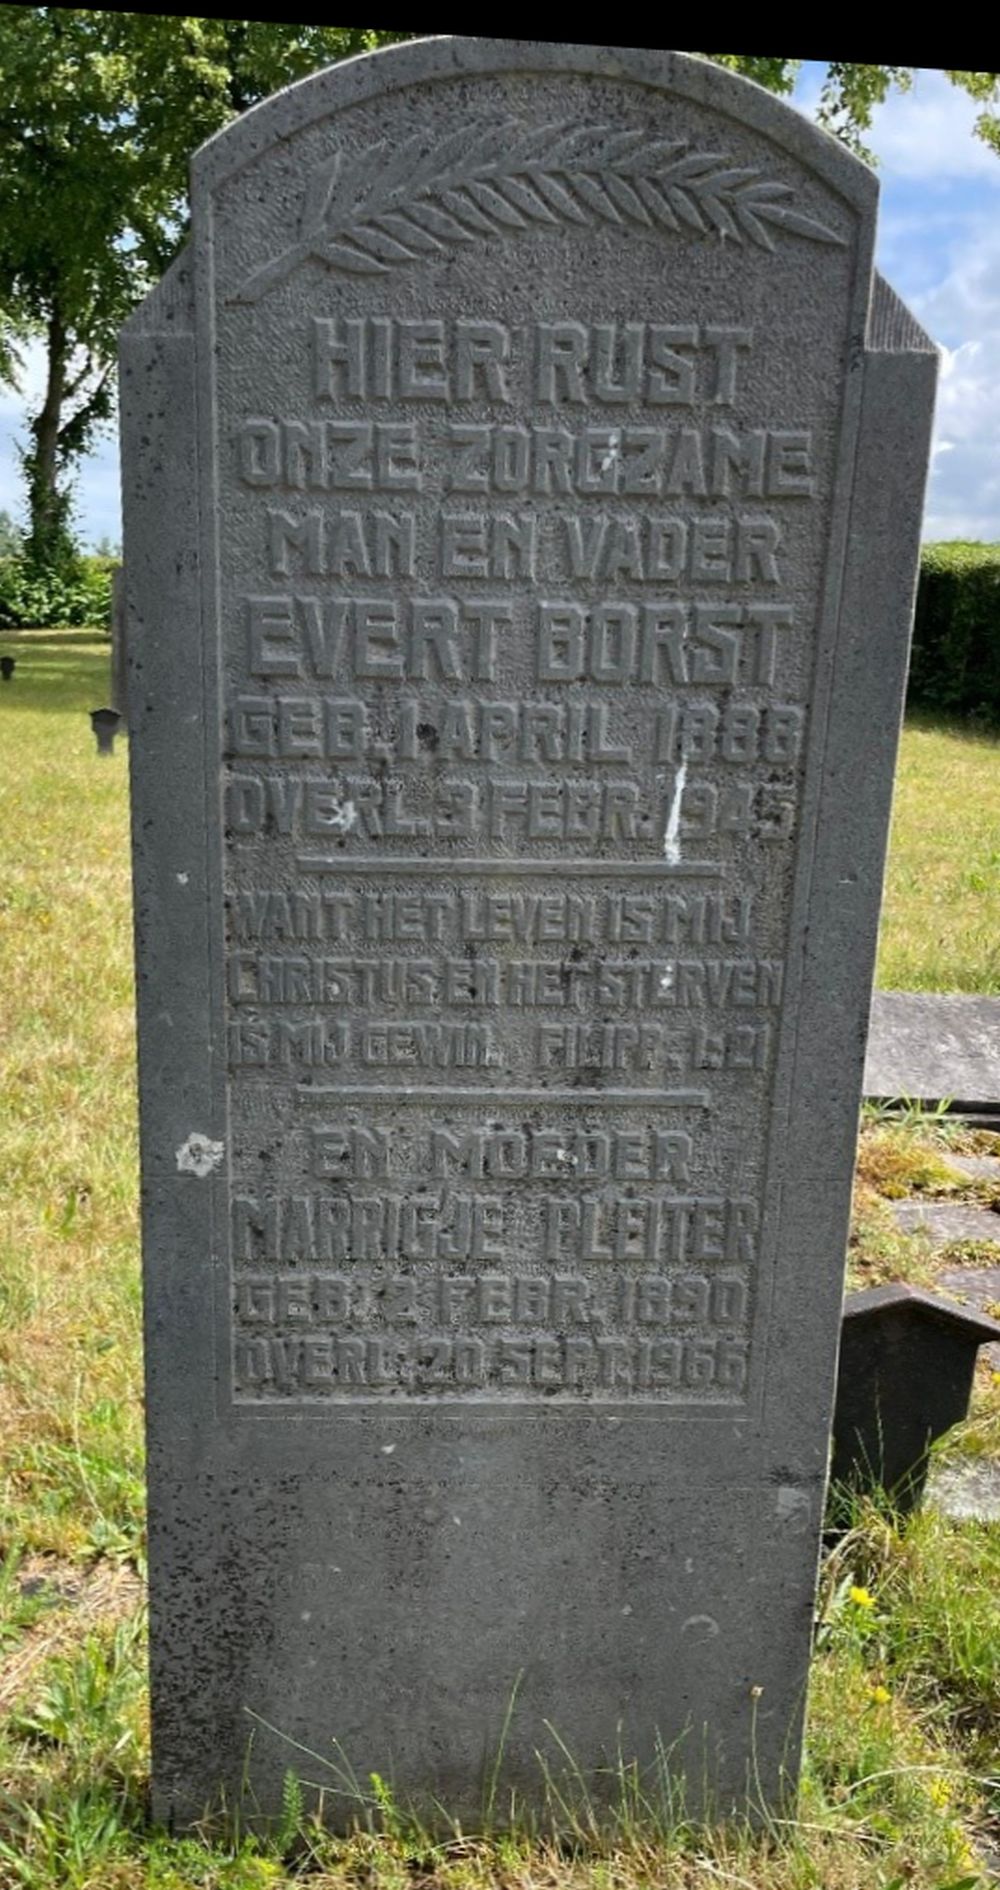 HIER RUST
ONZE ZORGZAME
MAN EN VADER
EVERT BORST
GEB. 1 APRIL 1888
OVERL. 3 FEBR. 1945
WANT HET LEVEN IS MIJ
CHRISTUS EN HET STERVEN
IS MIJ GEWIN. FILIPP. 1:21
EN MOEDER
MARRIGJE PLEITER
GEB. 2 FEBR. 1890
OVERL. 20 SEPT. 1966